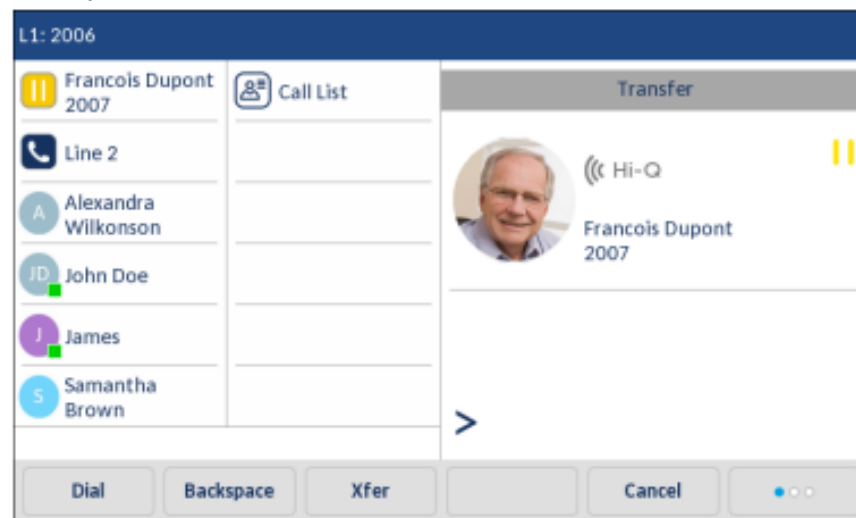 L1: 2006
Francois Dupont
2007
Line 2
A
Alexandra
Wilkonson
JD
John Doe
J
James
S
Samantha
Brown
Call List
Transfer
Hi-Q
Francois Dupont
2007
>
Dial
Backspace
Xfer
Cancel